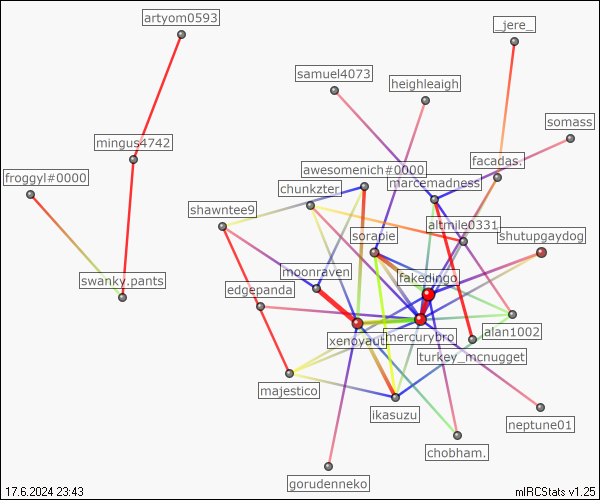 artyom0593
_jere_
samuel4073
heighleaigh
somass
mingus4742
froggyl#0000
awesomenich#0000
facadas.
chunkzter
marcemadness
shawntee9
altmile0331
sorapie
shutupgaydog
moonraven
fakedingo
swanky.pants
edgepanda
xenoyaut
mercurybro
alan1002
turkey_mcnugget
majestico
ikasuzu
neptune01
chobham.
gorudenneko
17.6.2024 23:43
mIRCStats v1.25